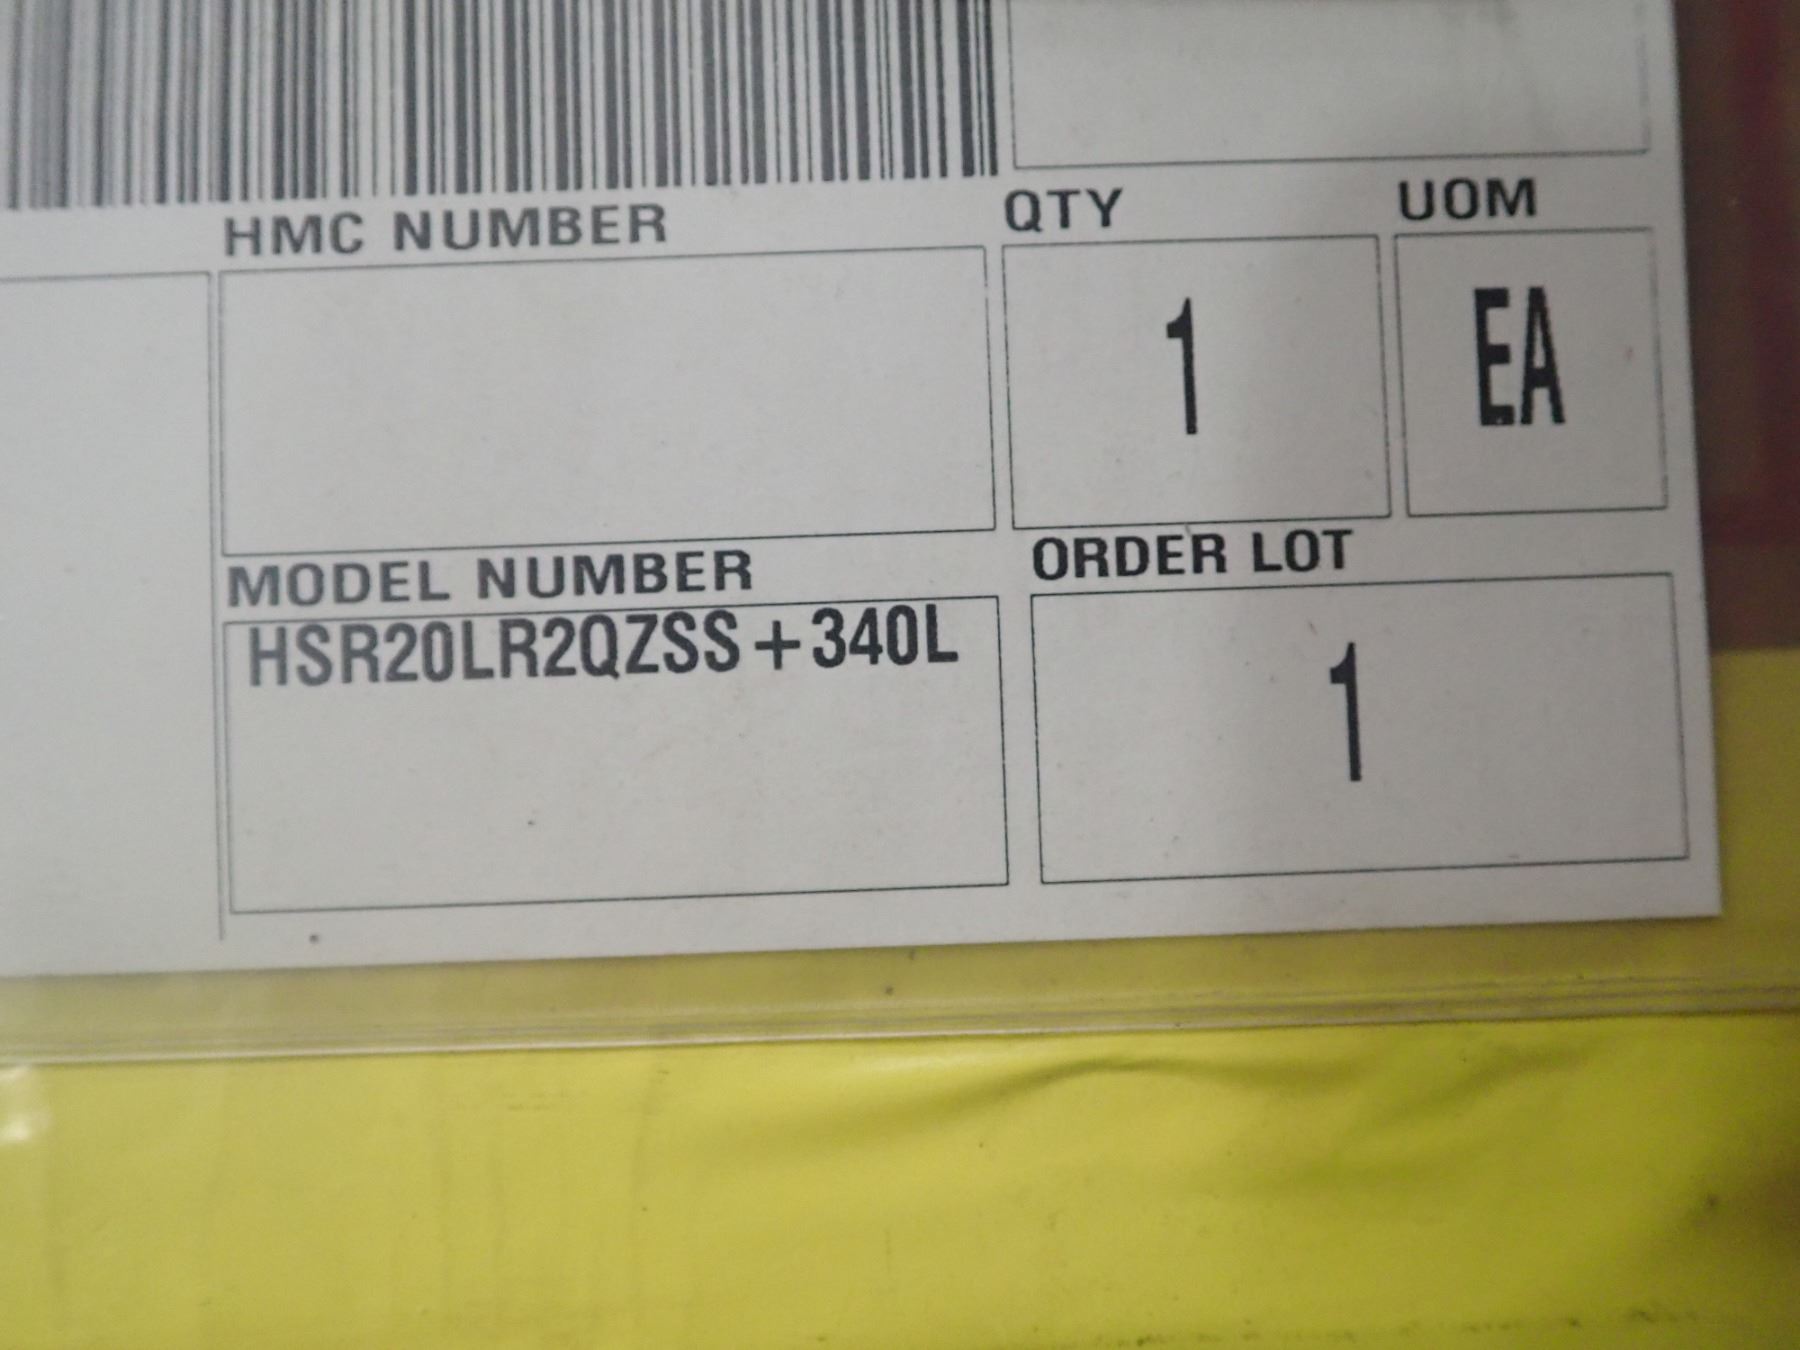 HMC NUMBER
QTY
UOM
1
EA
MODEL NUMBER
ORDER LOT
HSR20LR2QZSS+340L
1